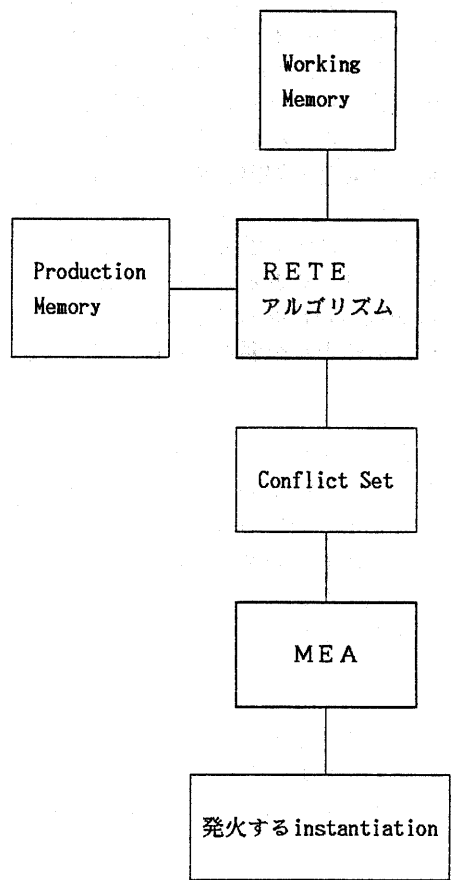 Working
Memory
Production
Memory
ＲＥＴＥ
アルゴリズム
Conflict Set
ＭＥＡ
発火するinstantiation